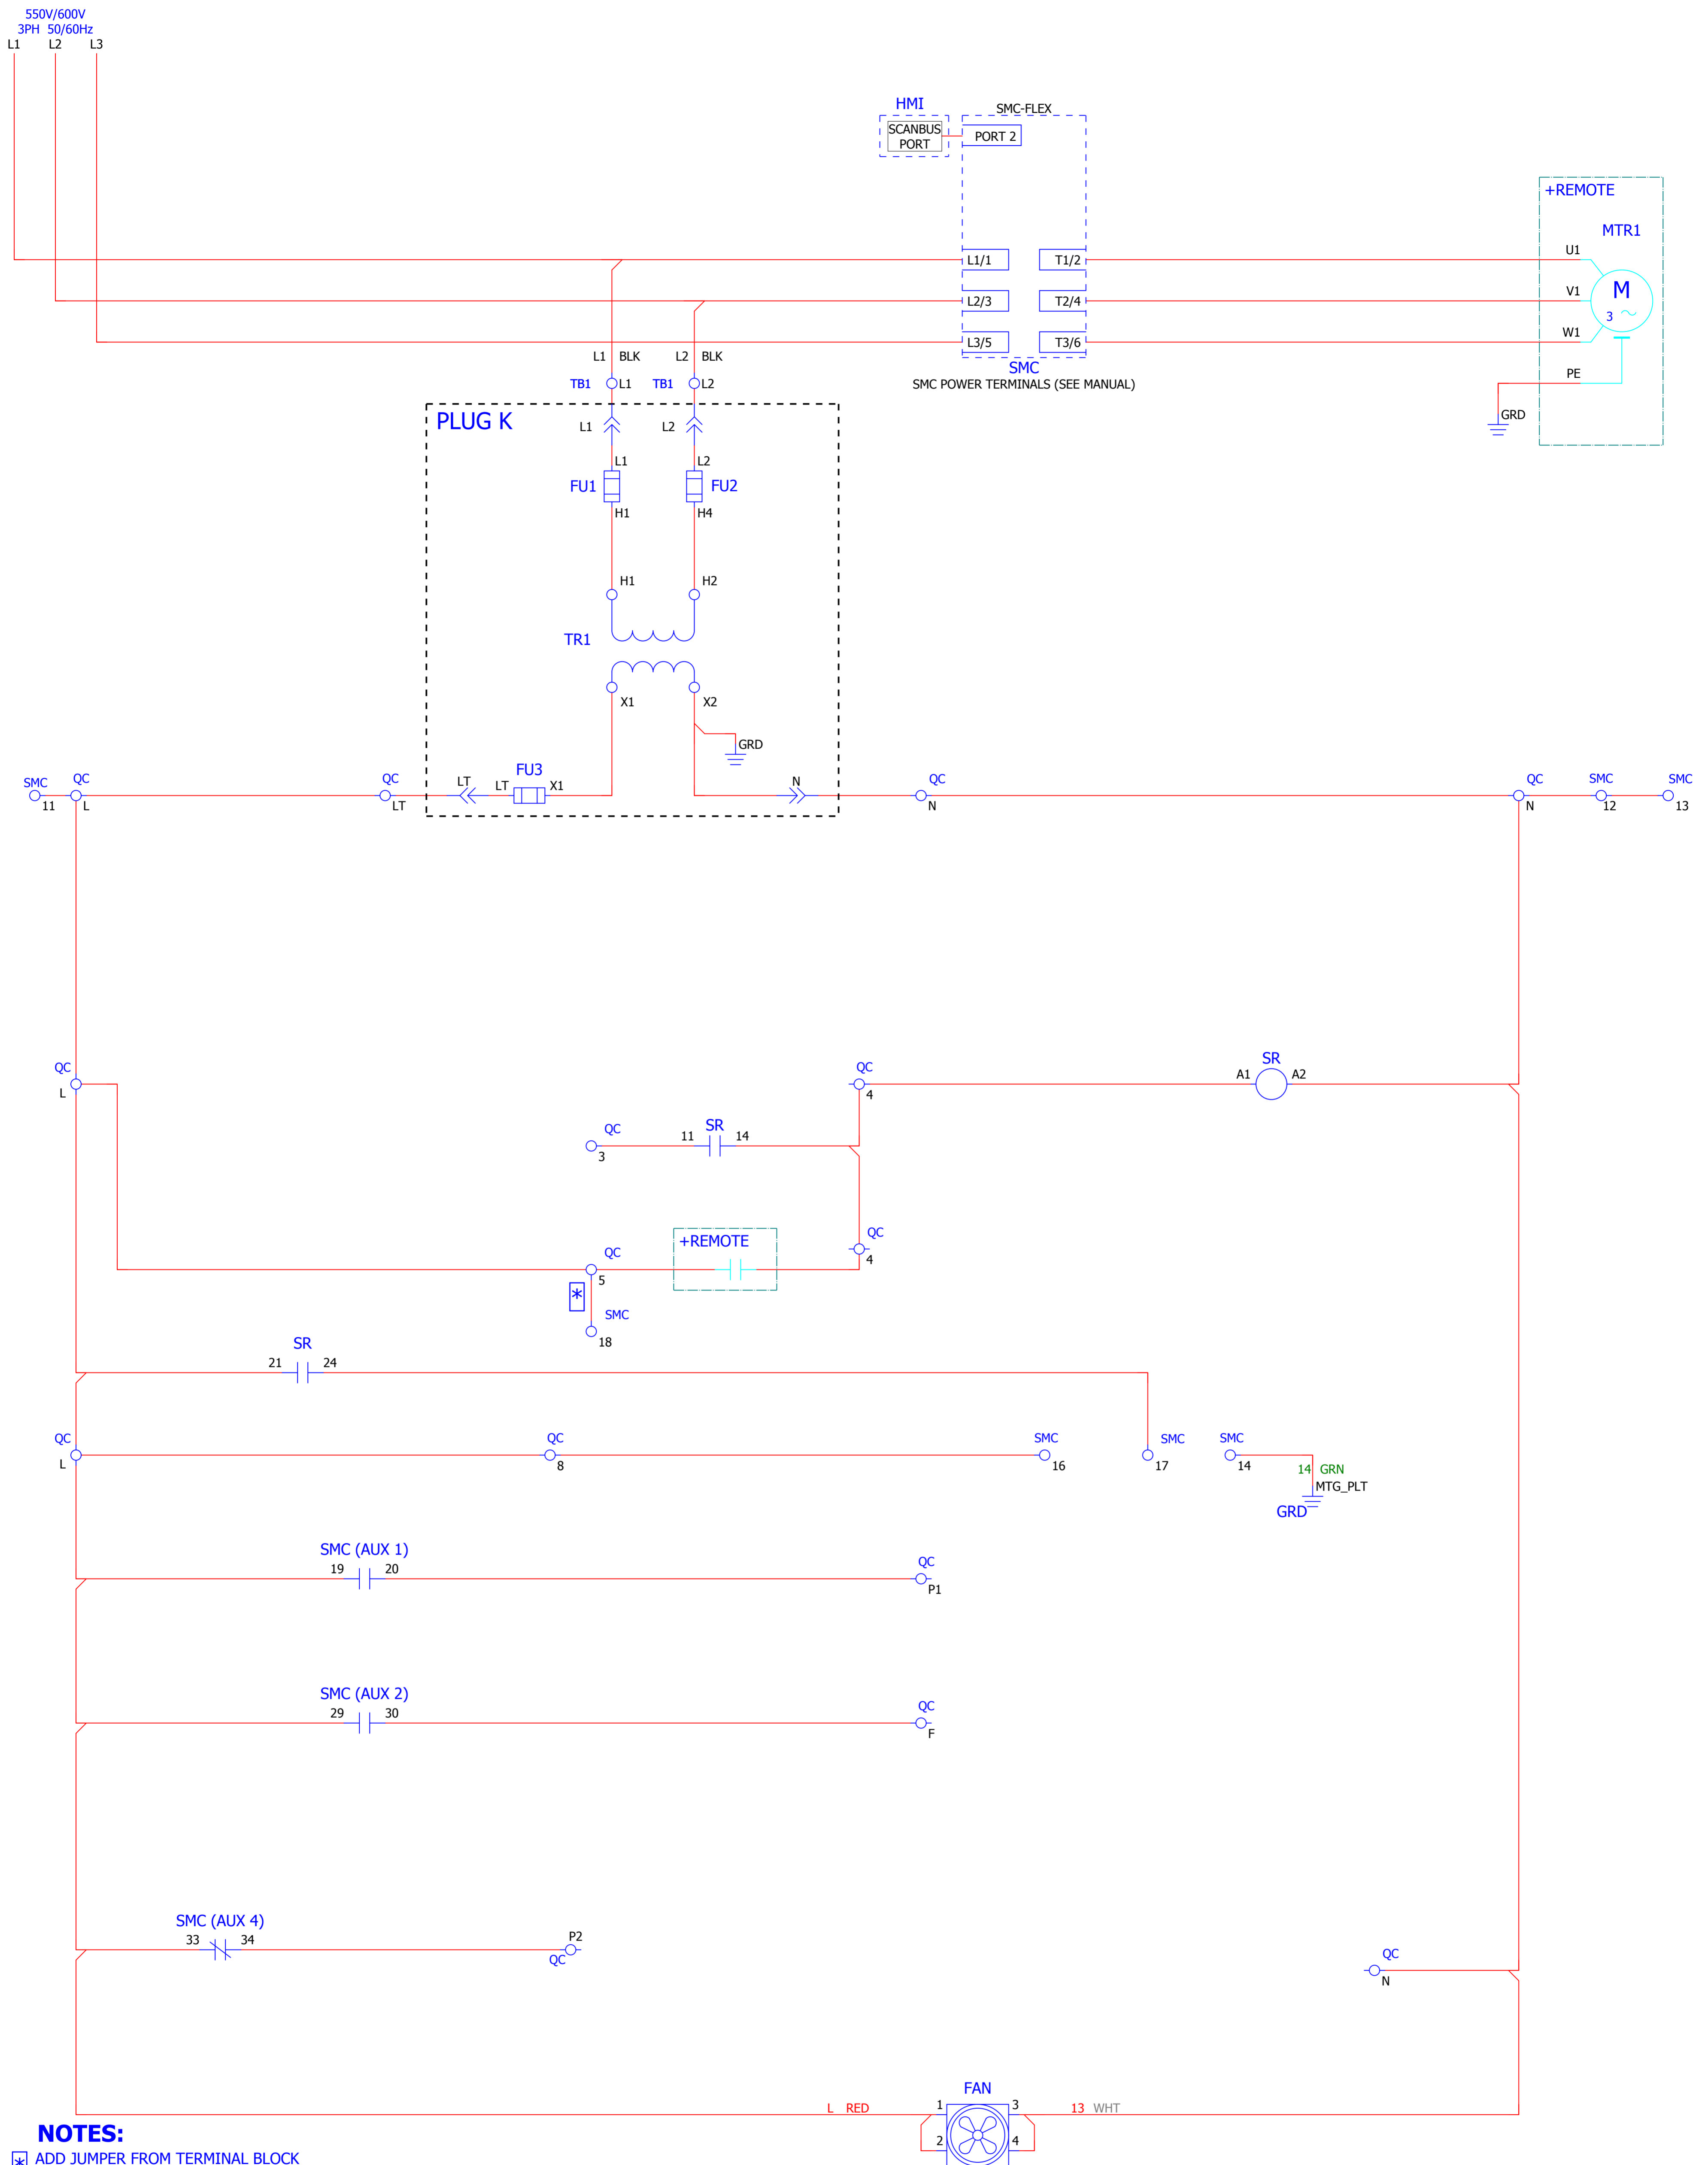 550V/600V
3PH 50/60Hz
L1 L2 L3
HMI
SMC-FLEX
SCANBUS
PORT
PORT 2
+REMOTE
MTR1
U1
L1/1 T1/2
M
3
V1
L2/3 T2/4
W1
L3/5 T3/6
L1 BLK L2 BLK
SMC
SMC POWER TERMINALS (SEE MANUAL)
PE
TB1 L1 TB1 L2
GRD
PLUG K
L1 L2
L1 L2
FU1 FU2
H1 H4
H1 H2
TR1
X1 X2
GRD
SMC QC QC LT LT FU3 X1 N QC QC SMC SMC
11 L LT N N 12 13
QC QC SR
L 4 A1 A2
QC 11 SR 14
3
QC
4
QC +REMOTE
5
*
SMC
18
SR
21 24
QC QC SMC SMC SMC
L 8 16 17 14
14 GRN
MTG_PLT
GRD
SMC (AUX 1)
19 20 QC
P1
SMC (AUX 2)
29 30 QC
F
SMC (AUX 4)
33 34 P2
QC
QC
N
FAN
L RED 1 3 13 WHT
2 4
NOTES:
* ADD JUMPER FROM TERMINAL BLOCK